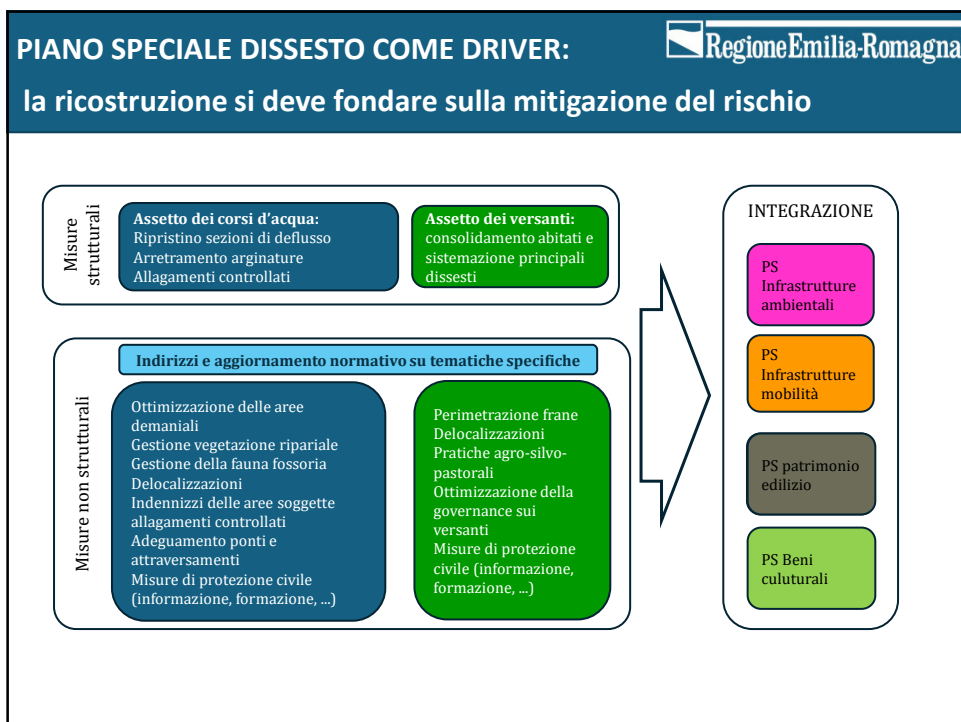 PIANO SPECIALE DISSESTO COME DRIVER:
RegioneEmilia-Romagna
la ricostruzione si deve fondare sulla mitigazione del rischio
Misure
strutturali
Assetto dei corsi d'acqua:
Ripristino sezioni di deflusso
Arretramento arginature
Allagamenti controllati
Assetto dei versanti:
consolidamento abitati e
sistemazione principali
dissesti
Misure non strutturali
Indirizzi e aggiornamento normativo su tematiche specifiche
Ottimizzazione delle aree
demaniali
Gestione vegetazione ripariale
Gestione della fauna fossoria
Delocalizzazioni
Indennizzi delle aree soggette
allagamenti controllati
Adeguamento ponti e
attraversamenti
Misure di protezione civile
(informazione, formazione, ...)
Perimetrazione frane
Delocalizzazioni
Pratiche agro-silvo-
pastorali
Ottimizzazione della
governance sui
versanti
Misure di protezione
civile (informazione,
formazione, ...)
INTEGRAZIONE
PS
Infrastrutture
ambientali
PS
Infrastrutture
mobilità
PS patrimonio
edilizio
PS Beni
culuturali